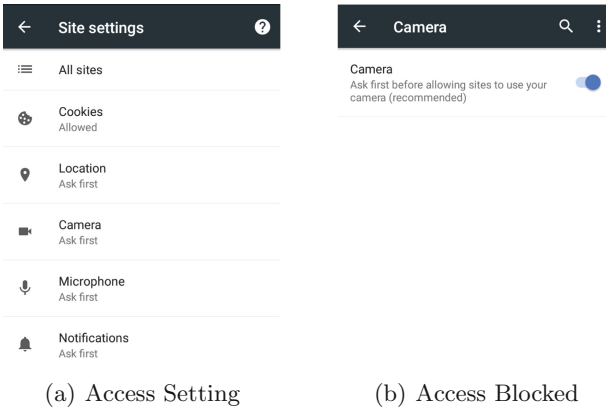 Site settings
All sites
Cookies
Allowed
Location
Ask first
Camera
Ask first
Microphone
Ask first
Notifications
Ask first
(a) Access Setting
Camera
Camera
Ask first before allowing sites to use your
camera (recommended)
(b) Access Blocked